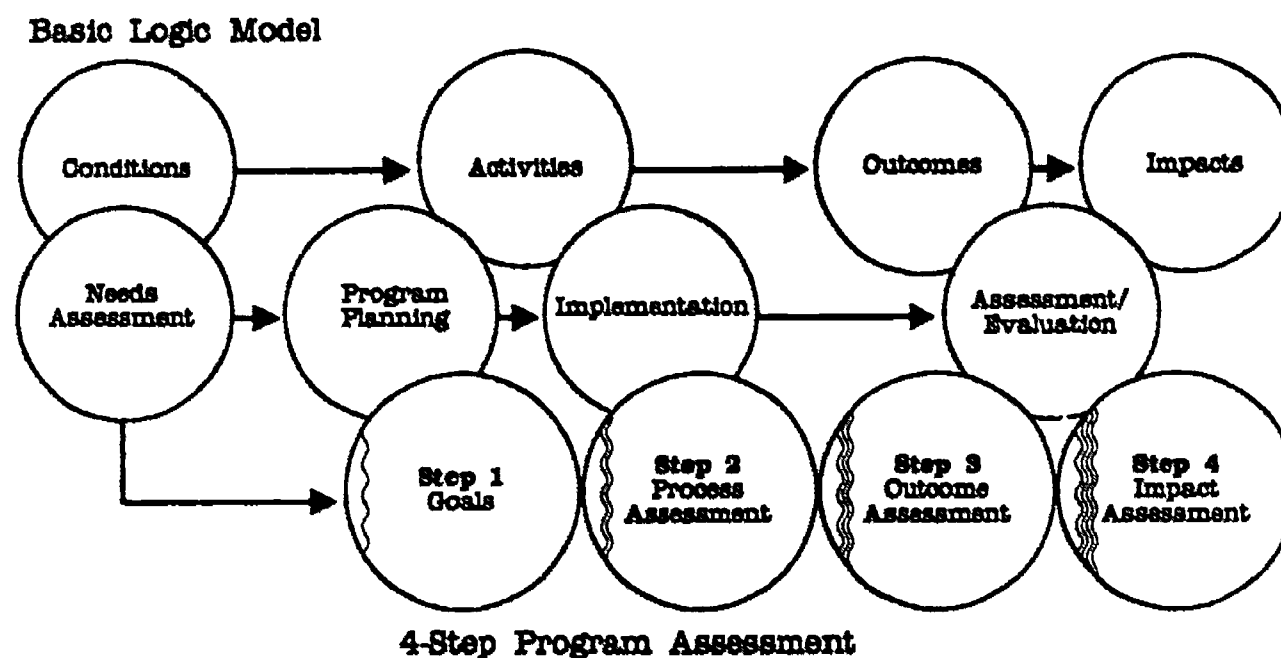 Basic Logic Model
Conditions
Activities
Outcomes
Impacts
Needs
Assessment
Program
Planning
Implementation
Assessment/
Evaluation
Step 1
Goals
Step 2
Process
Assessment
Step 3
Outcome
Assessment
Step 4
Impact
Assessment
4-Step Program Assessment